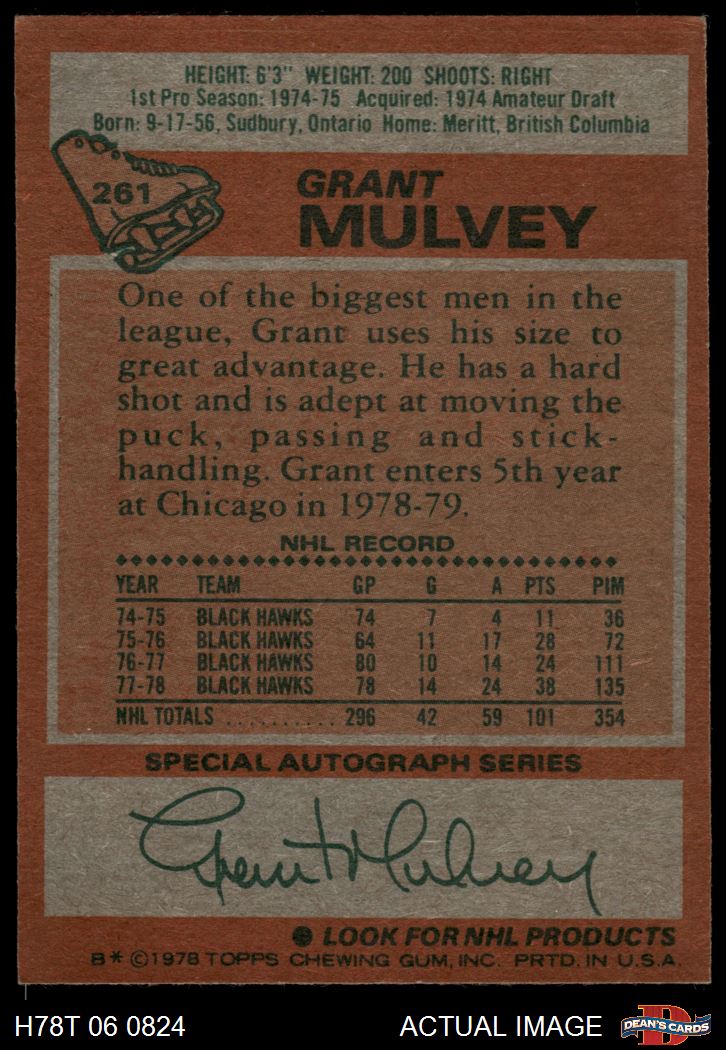 HEIGHT: 6'3" WEIGHT: 200 SHOOTS: RIGHT
1st Pro Season: 1974-75 Acquired: 1974 Amateur Draft
Born: 9-17-56, Sudbury, Ontario Home: Meritt, British Columbia
261
GRANT
MULVEY
One of the biggest men in the
league, Grant uses his size to
great advantage. He has a hard
shot and is adept at moving the
puck, passing and stick-
handling. Grant enters 5th year
at Chicago in 1978-79.
NHL RECORD
YEAR TEAM GP G A PTS PIM
74-75 BLACK HAWKS 74 7 4 11 36
75-76 BLACK HAWKS 64 11 17 28 72
76-77 BLACK HAWKS 80 10 14 24 111
77-78 BLACK HAWKS 78 14 24 38 135
NHL TOTALS .......... 296 42 59 101 354
SPECIAL AUTOGRAPH SERIES
Grant Mulvey
● LOOK FOR NHL PRODUCTS
B* ©1978 TOPPS CHEWING GUM, INC. PRTD. IN U.S.A.
H78T 06 0824 ACTUAL IMAGE
D
DEAN'S CARDS